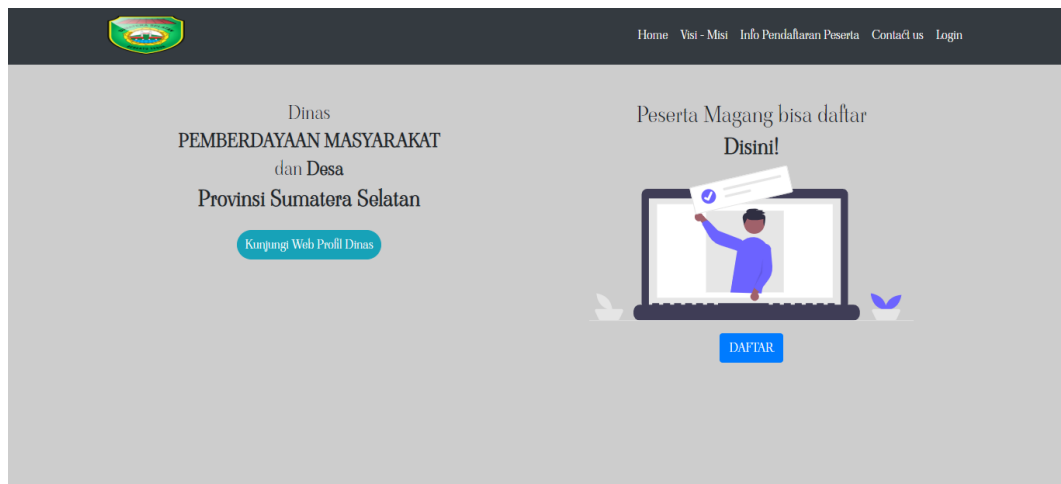 Home Visi - Misi Info Pendaftaran Peserta Contact us Login
Dinas
PEMBERDAYAAN MASYARAKAT
dan Desa
Provinsi Sumatera Selatan
Kunjungi Web Profil Dinas
Peserta Magang bisa daftar
Disini!
DAFTAR